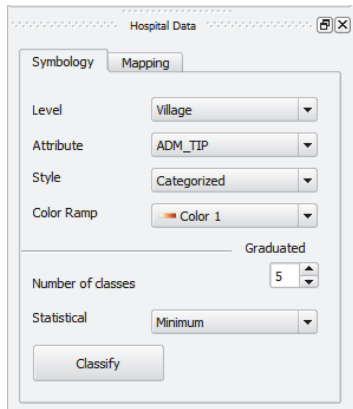 Hospital Data
Symbology Mapping
Level Village
Attribute ADM_TIP
Style Categorized
Color Ramp Color 1
Graduated
Number of classes 5
Statistical Minimum
Classify